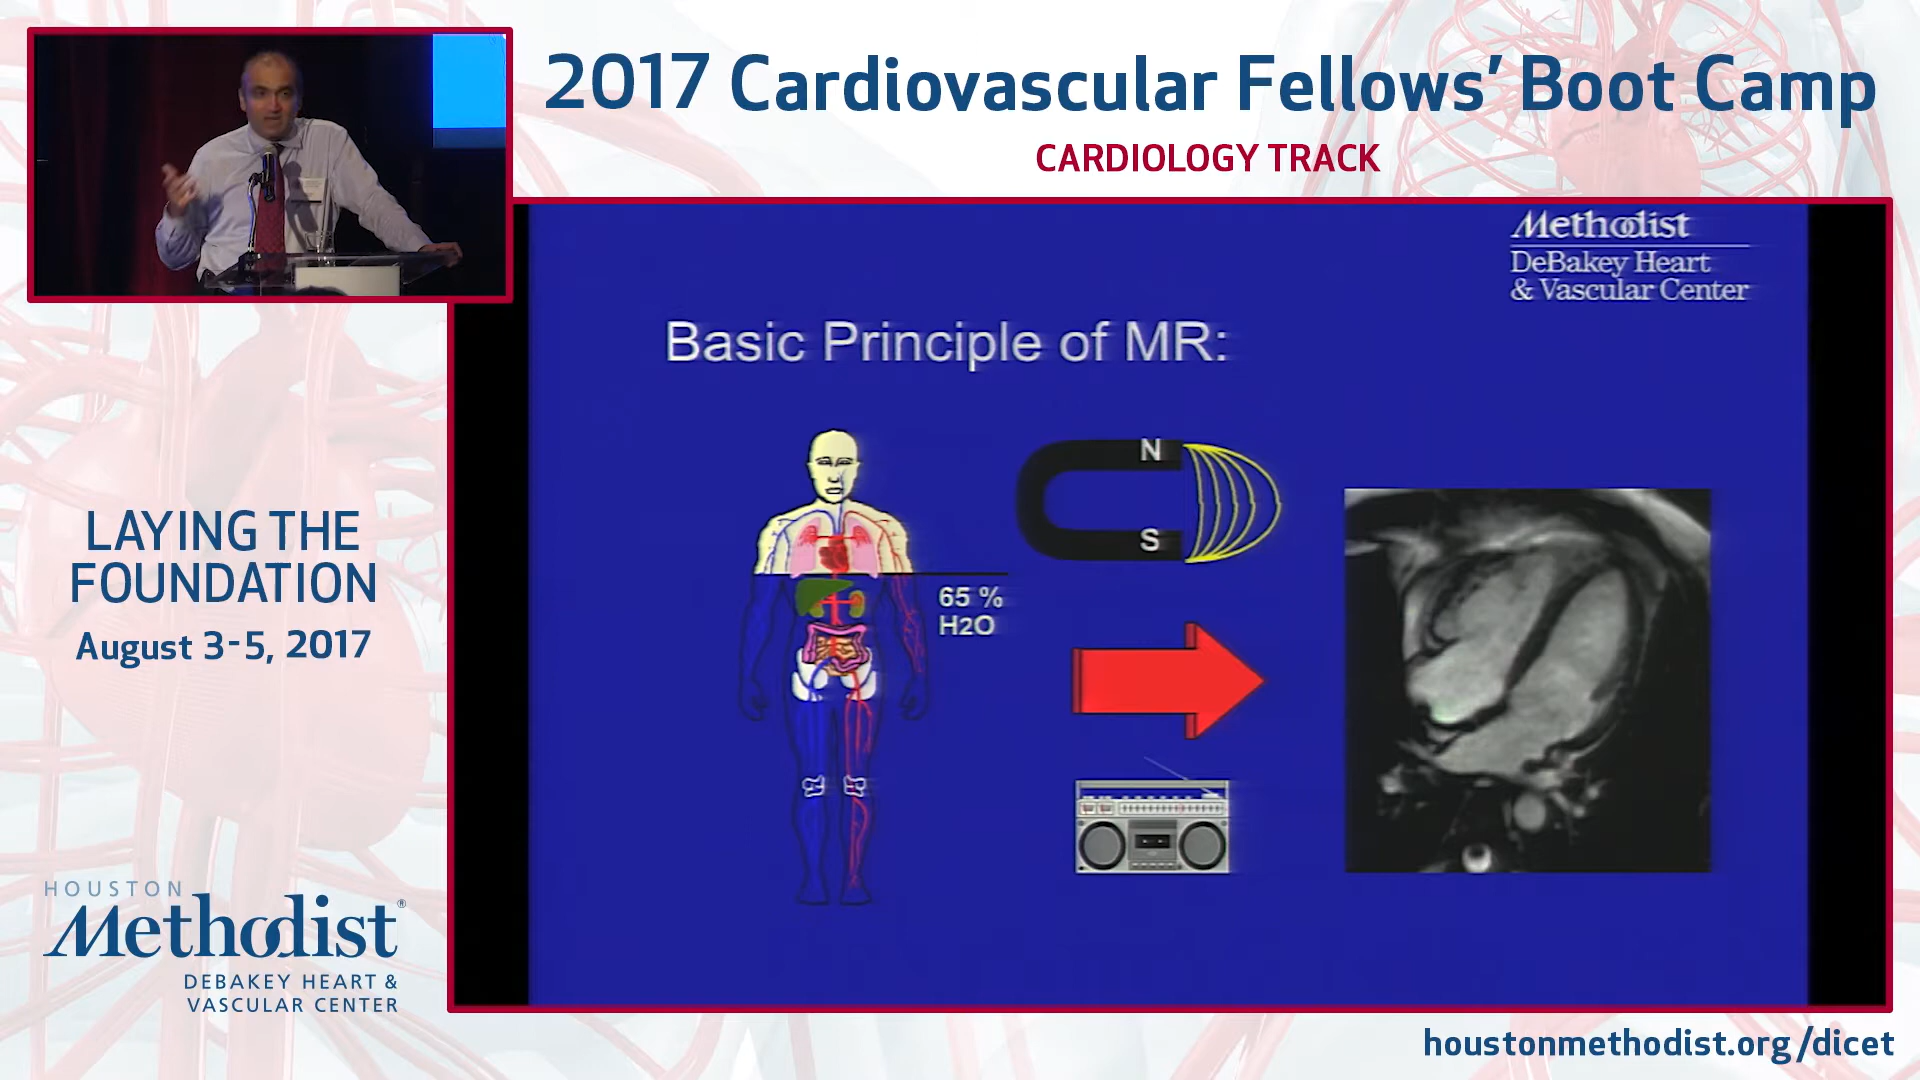 2017 Cardiovascular Fellows’ Boot Camp
CARDIOLOGY TRACK
Methodist
DeBakey Heart
& Vascular Center
Basic Principle of MR:
N
S
65 %
H2O
LAYING THE
FOUNDATION
August 3-5, 2017
HOUSTON
Methodist®
DEBAKEY HEART &
VASCULAR CENTER
houstonmethodist.org/dicet